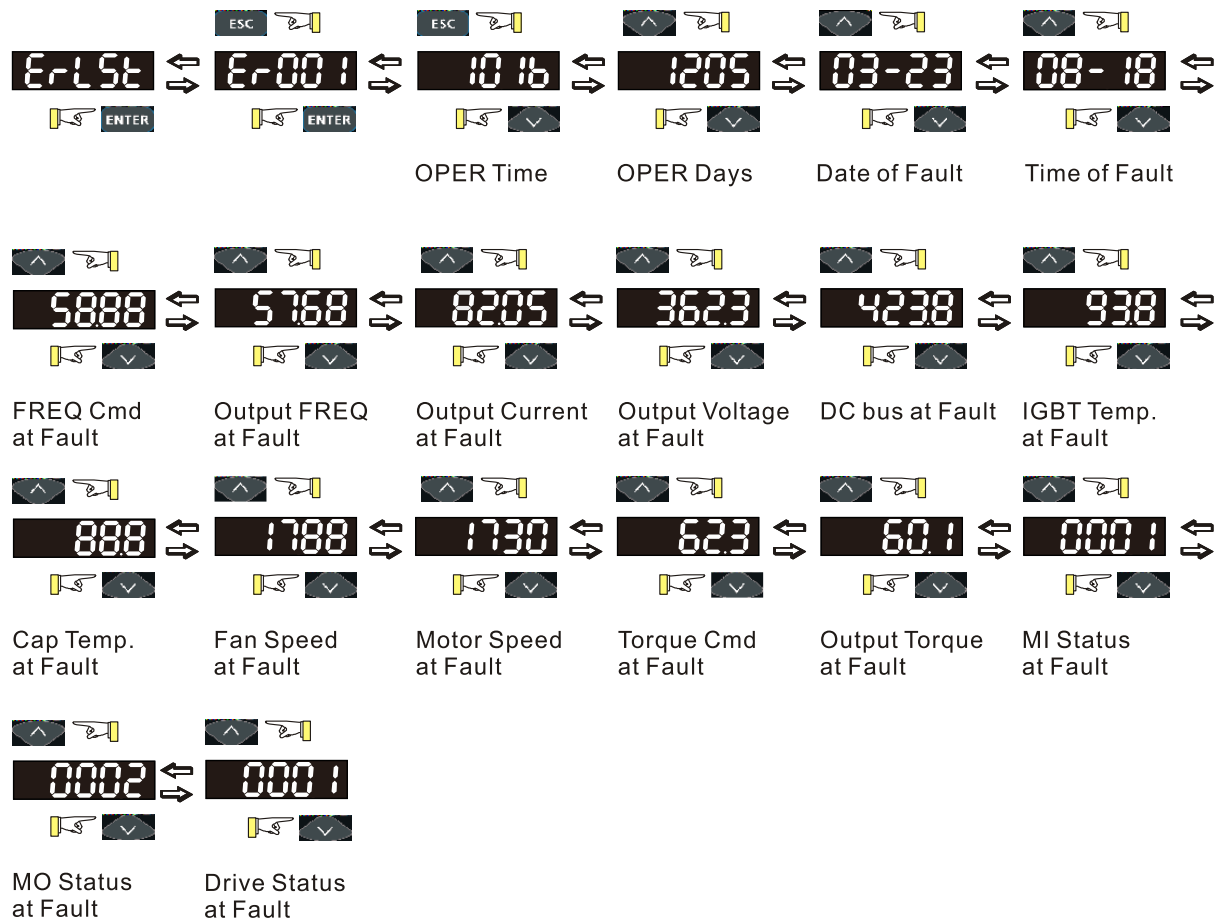 ESC ESC
ErLSt Er001 1016 1205 03-23 08-18
ENTER ENTER
OPER Time OPER Days Date of Fault Time of Fault
58.88 57.68 82.05 362.3 423.8 93.8
FREQ Cmd Output FREQ Output Current Output Voltage DC bus at Fault IGBT Temp.
at Fault at Fault at Fault at Fault at Fault
88.8 1788 1730 62.3 60.1 0001
Cap Temp. Fan Speed Motor Speed Torque Cmd Output Torque MI Status
at Fault at Fault at Fault at Fault at Fault at Fault
0002 0001
MO Status Drive Status
at Fault at Fault